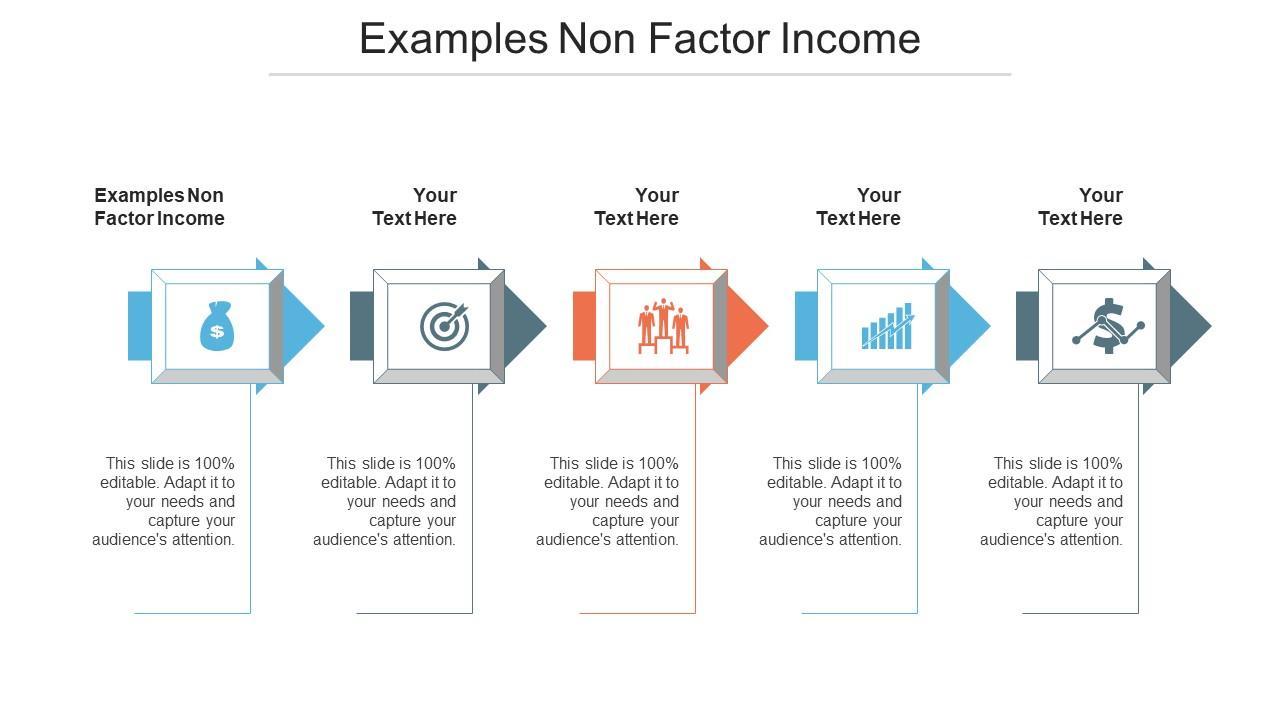 Examples Non Factor Income
Examples Non
Factor Income
Your
Text Here
Your
Text Here
Your
Text Here
Your
Text Here
$
$
This slide is 100%
editable. Adapt it to
your needs and
capture your
audience's attention.
This slide is 100%
editable. Adapt it to
your needs and
capture your
audience's attention.
This slide is 100%
editable. Adapt it to
your needs and
capture your
audience's attention.
This slide is 100%
editable. Adapt it to
your needs and
capture your
audience's attention.
This slide is 100%
editable. Adapt it to
your needs and
capture your
audience's attention.